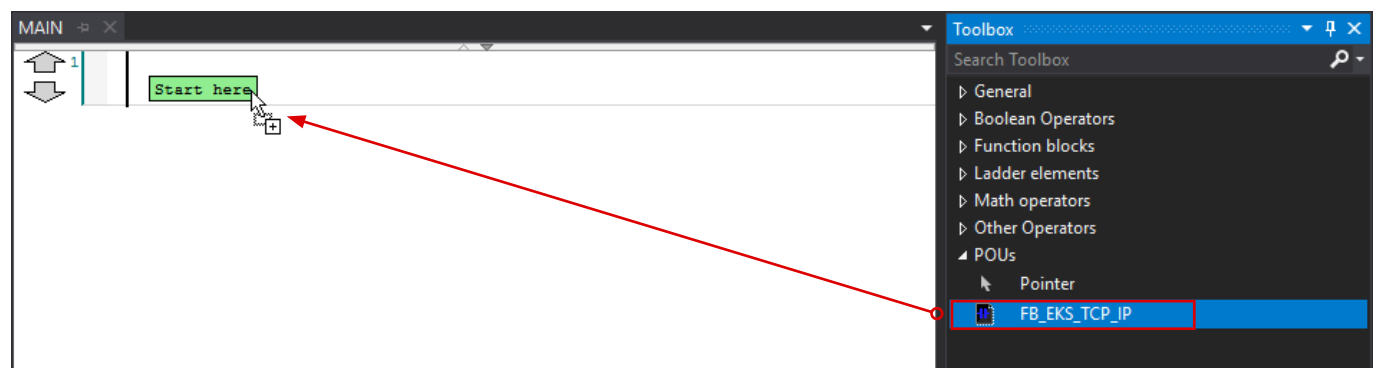 MAIN
1
Start here
Toolbox
Search Toolbox
General
Boolean Operators
Function blocks
Ladder elements
Math operators
Other Operators
POUs
Pointer
FB_EKS_TCP_IP